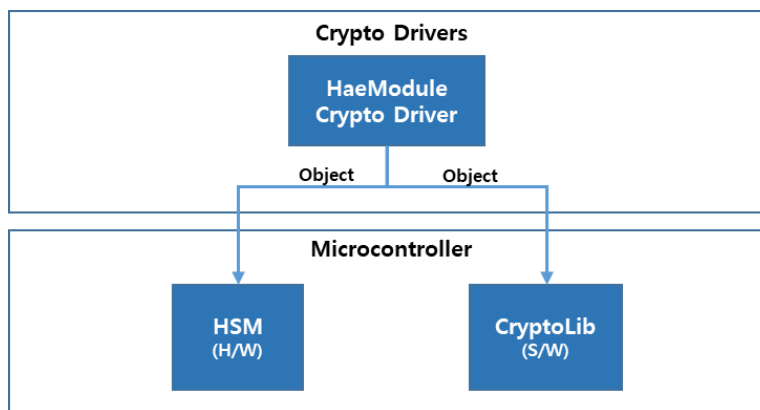 Crypto Drivers
HaeModule
Crypto Driver
Object
Object
Microcontroller
HSM
(H/W)
CryptoLib
(S/W)